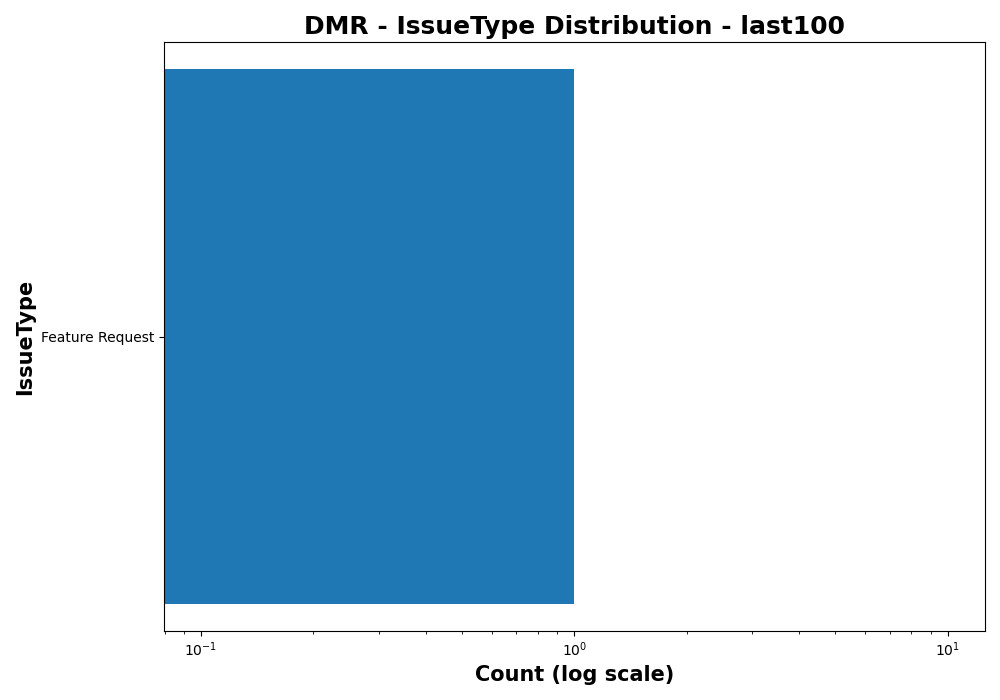 DMR - IssueType Distribution - last100
IssueType
Feature Request
10⁻¹
10⁰
10¹
Count (log scale)